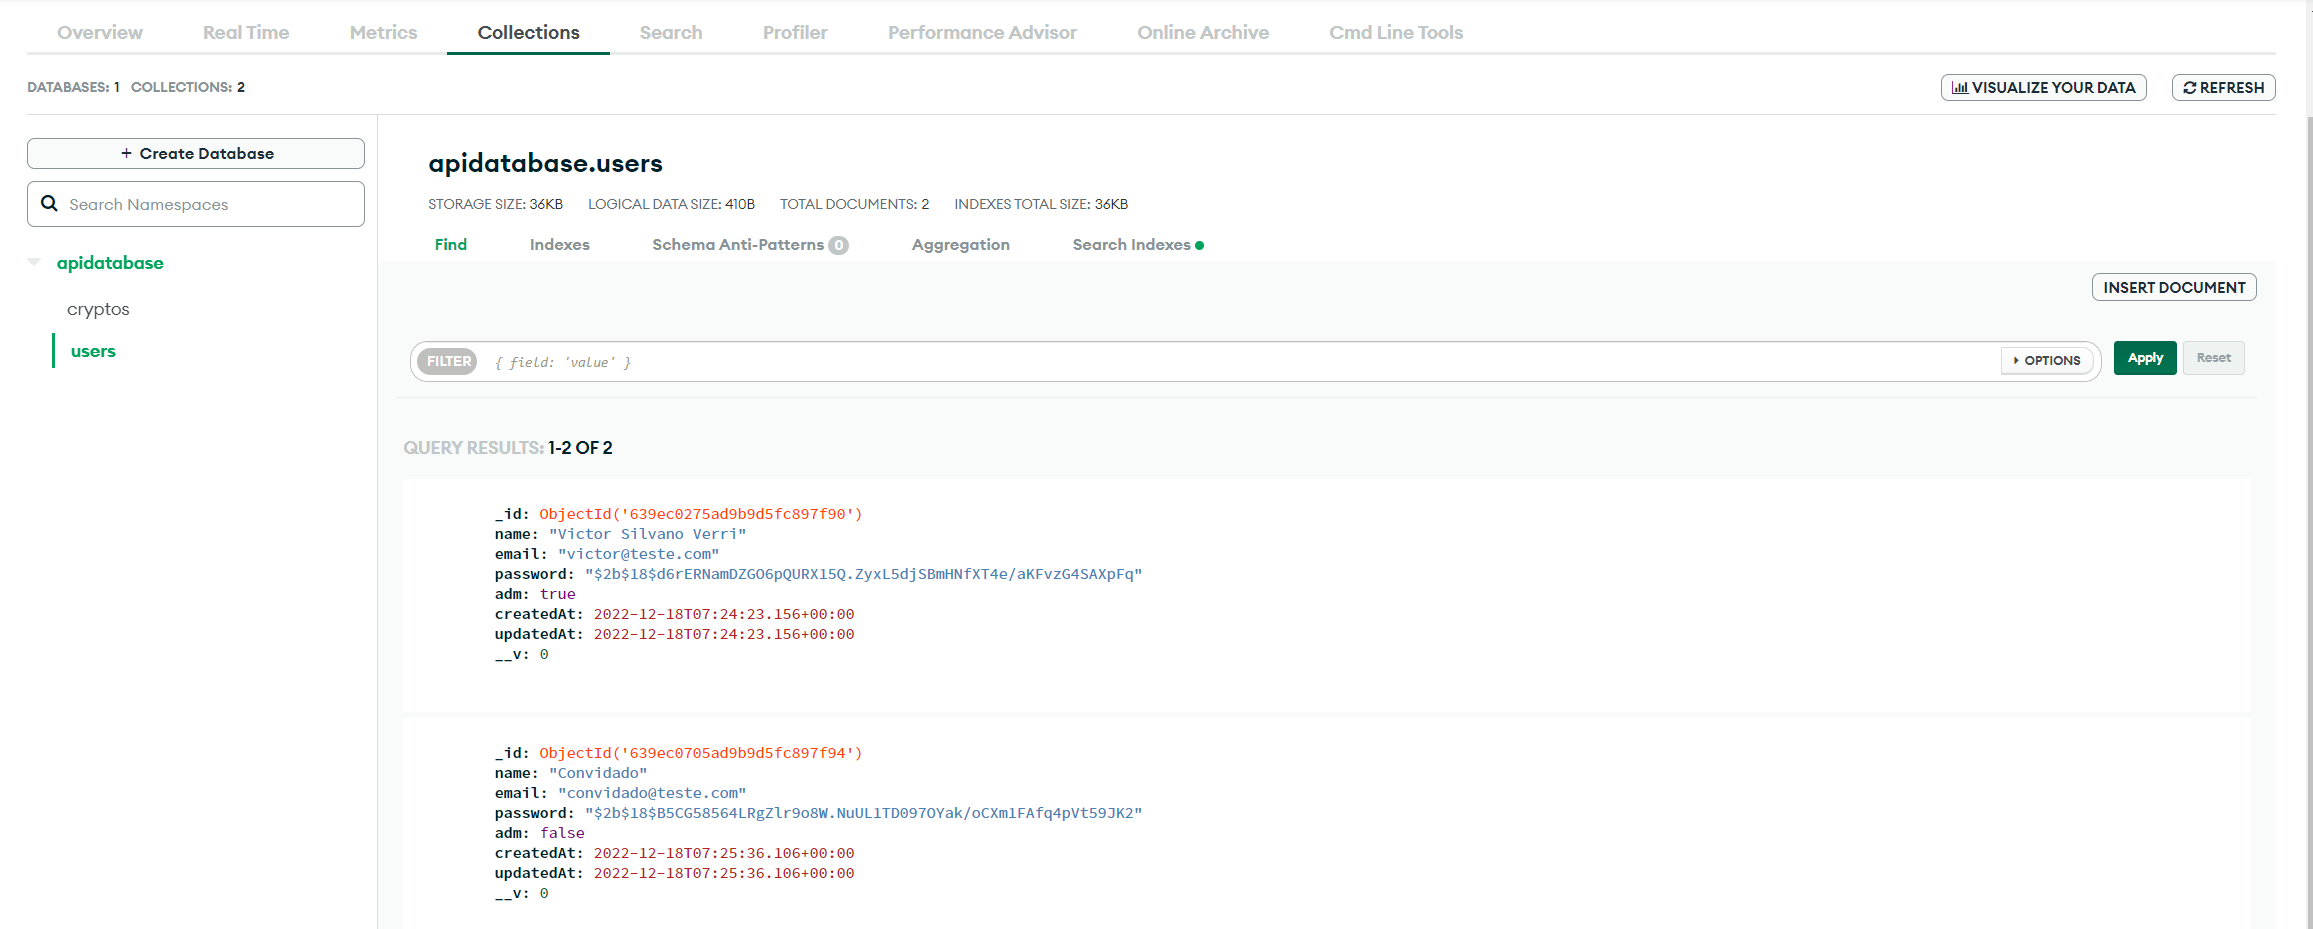 Overview Real Time Metrics Collections Search Profiler Performance Advisor Online Archive Cmd Line Tools
DATABASES: 1 COLLECTIONS: 2
VISUALIZE YOUR DATA REFRESH
+ Create Database
Search Namespaces
apidatabase
cryptos
users
apidatabase.users
STORAGE SIZE: 36KB LOGICAL DATA SIZE: 410B TOTAL DOCUMENTS: 2 INDEXES TOTAL SIZE: 36KB
Find Indexes Schema Anti-Patterns 0 Aggregation Search Indexes
INSERT DOCUMENT
FILTER { field: 'value' } OPTIONS Apply Reset
QUERY RESULTS: 1-2 OF 2
_id: ObjectId('639ec0275ad9b9d5fc897f90')
name: "Victor Silvano Verri"
email: "victor@teste.com"
password: "$2b$18$d6rERNamDZGO6pQURX15Q.ZyxL5djSBmHNfXT4e/aKFvzG4SAXpFq"
adm: true
createdAt: 2022-12-18T07:24:23.156+00:00
updatedAt: 2022-12-18T07:24:23.156+00:00
__v: 0
_id: ObjectId('639ec0705ad9b9d5fc897f94')
name: "Convidado"
email: "convidado@teste.com"
password: "$2b$18$B5CG58564LRgZlr9o8W.NuUL1TD097OYak/oCXm1FAfq4pVt59JK2"
adm: false
createdAt: 2022-12-18T07:25:36.106+00:00
updatedAt: 2022-12-18T07:25:36.106+00:00
__v: 0